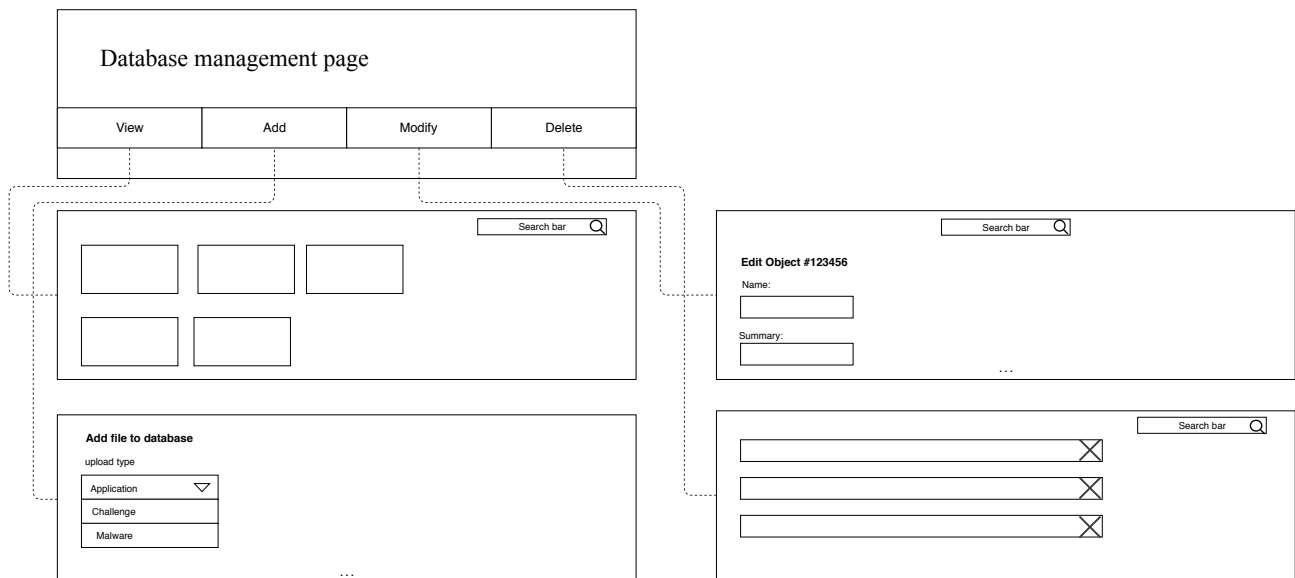 Database management page
View
Add
Modify
Delete
Search bar
Add file to database
upload type
Application
Challenge
Malware
...
Search bar
Edit Object #123456
Name:
Summary:
...
Search bar